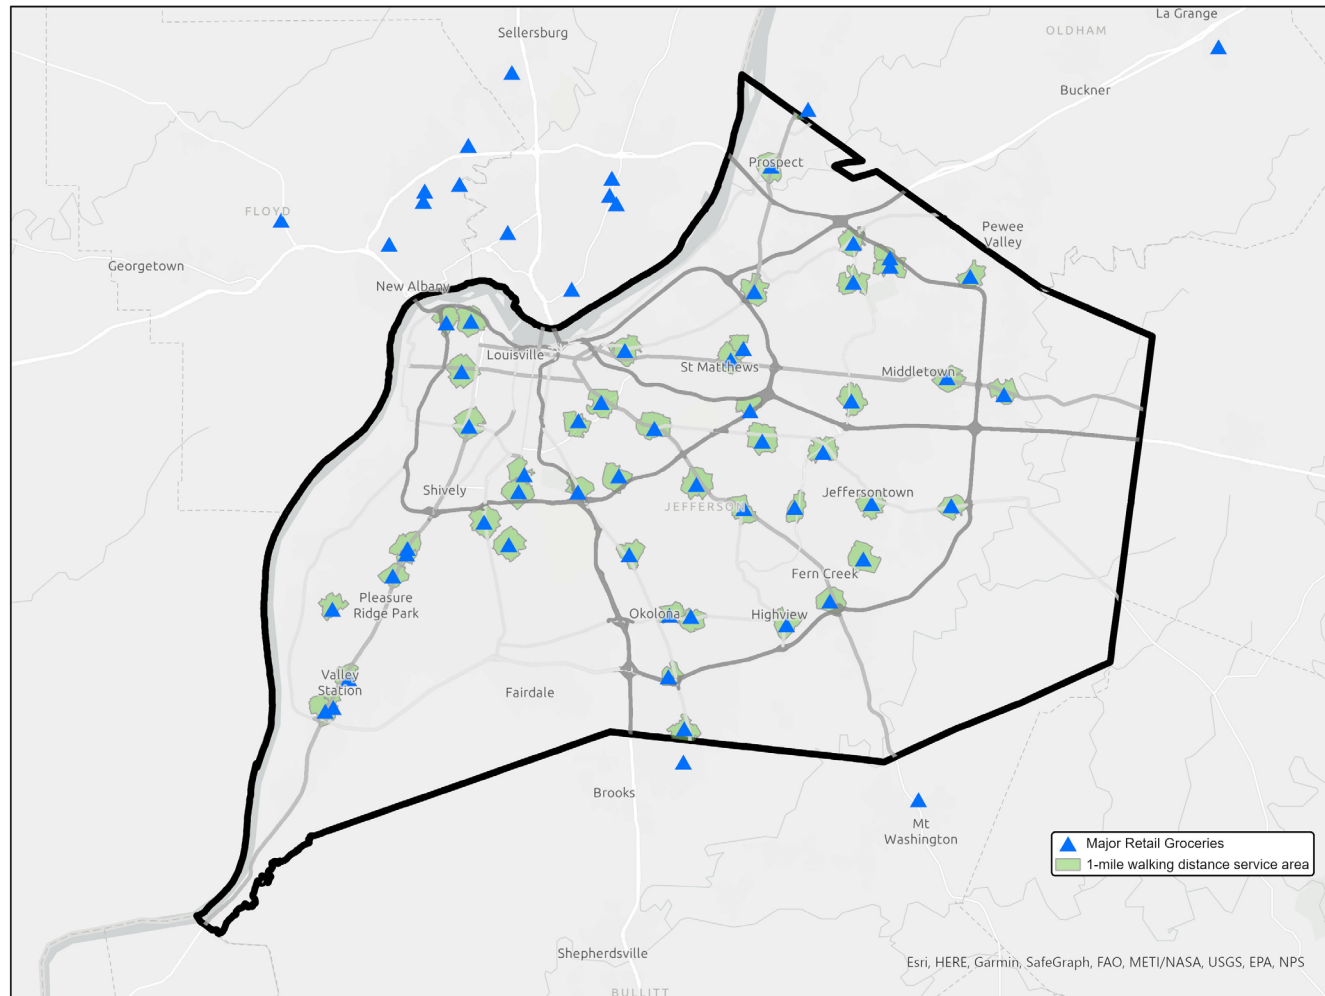 La Grange
OLDHAM
Sellersburg
Buckner
Prospect
FLOYD
Pewee
Valley
Georgetown
New Albany
Louisville
St Matthews
Middletown
Shively
Jeffersontown
JEFFERSON
Fern Creek
Pleasure
Ridge Park
Okolona
Highview
Valley
Station
Fairdale
Brooks
Mt
Washington
Major Retail Groceries
1-mile walking distance service area
Shepherdsville
Esri, HERE, Garmin, SafeGraph, FAO, METI/NASA, USGS, EPA, NPS
BULLITT